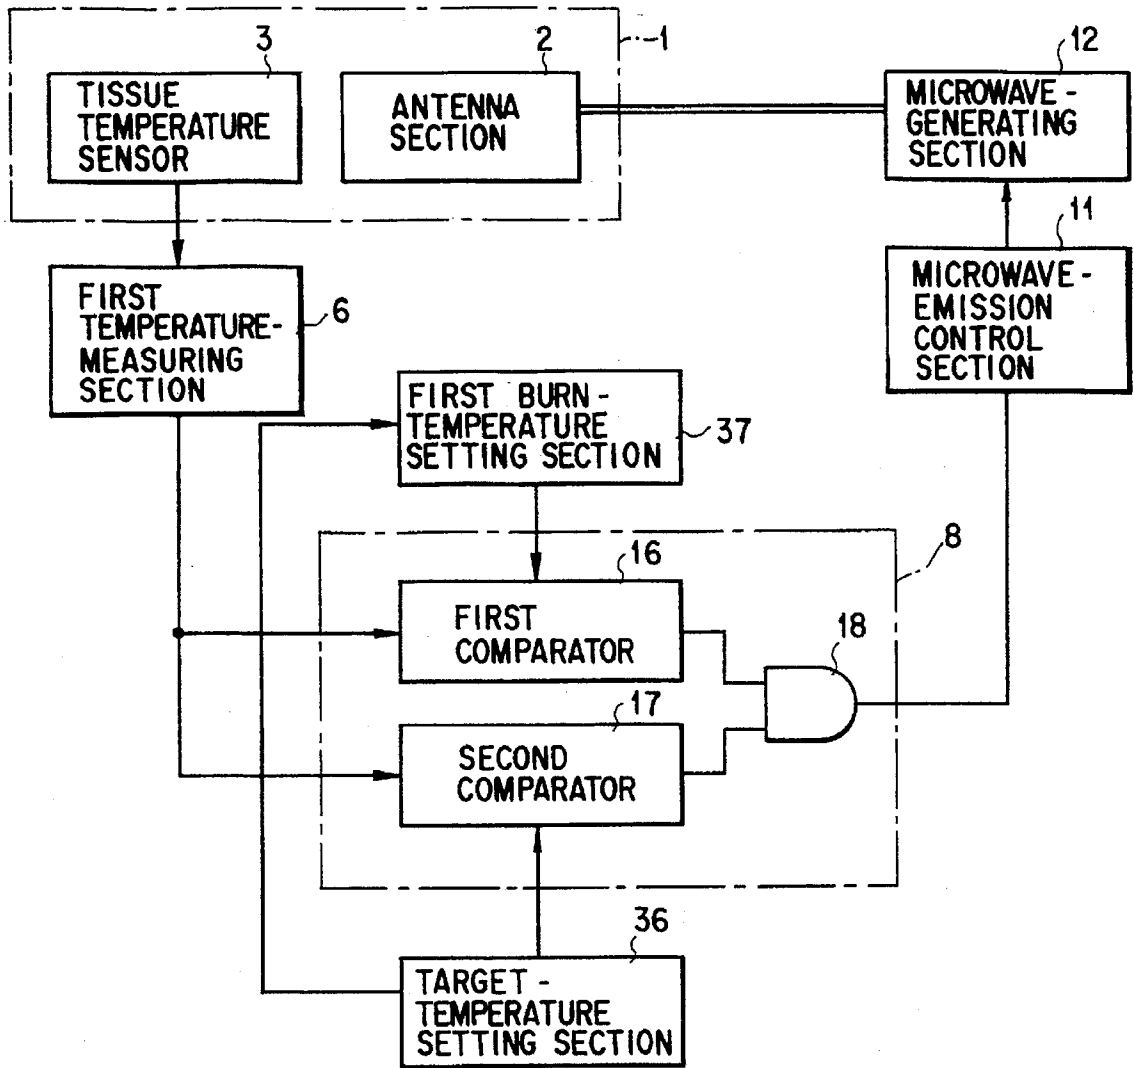 3
2
1
12
TISSUE
TEMPERATURE
SENSOR
ANTENNA
SECTION
MICROWAVE-
GENERATING
SECTION
11
FIRST
TEMPERATURE-
MEASURING
SECTION
6
MICROWAVE-
EMISSION
CONTROL
SECTION
FIRST BURN-
TEMPERATURE
SETTING SECTION
37
8
16
FIRST
COMPARATOR
18
17
SECOND
COMPARATOR
36
TARGET-
TEMPERATURE
SETTING SECTION